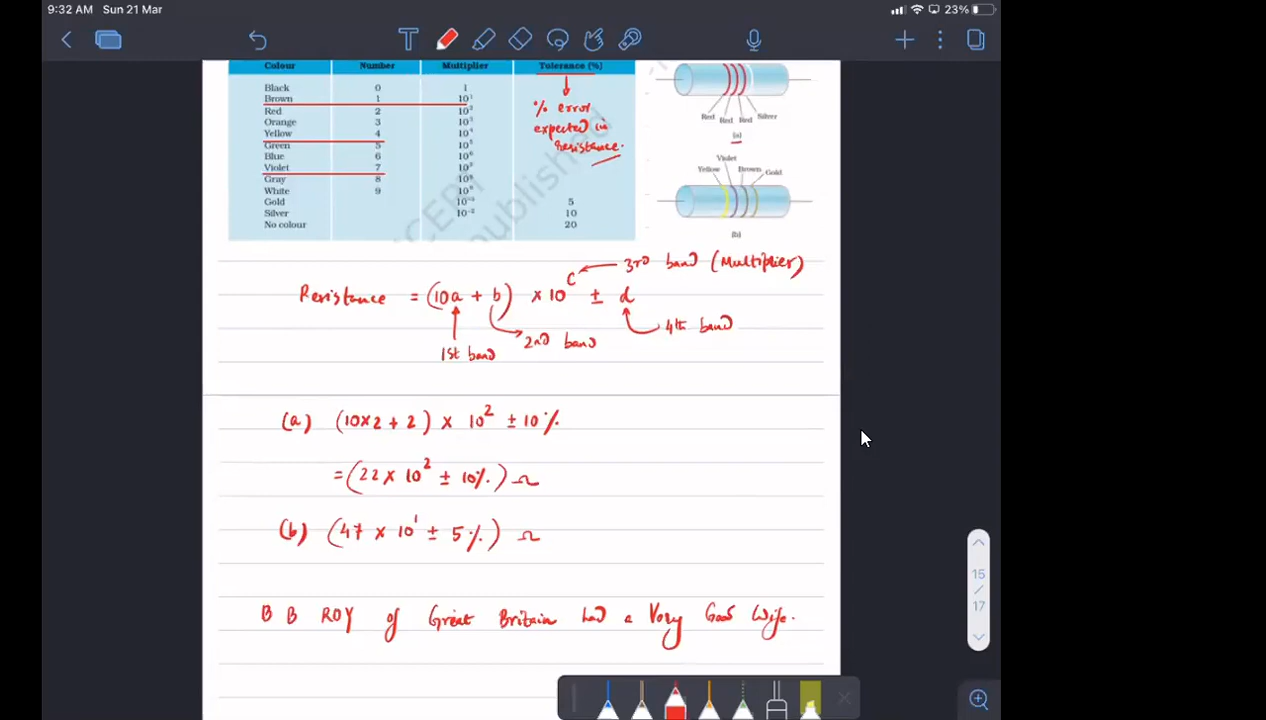 9:32 AM Sun 21 Mar
23%
Colour Number Multiplier Tolerance (%)
Black 0 1
Brown 1 10¹
Red 2 10²
Orange 3 10³
Yellow 4 10⁴
Green 5 10⁵
Blue 6 10⁶
Violet 7 10⁷
Gray 8 10⁸
White 9 10⁹
Gold 10⁻¹ 5
Silver 10⁻² 10
No colour 20
% error
expected in
Resistance.
Red Red Red Silver
(a)
Violet
Yellow Brown Gold
(b)
Resistance = (10a + b) × 10^c ± d
3rd band (Multiplier)
4th band
2nd band
1st band
(a) (10×2 + 2) × 10² ± 10%
= (22 × 10² ± 10%) Ω
(b) (47 × 10¹ ± 5%) Ω
B B ROY of Great Britain had a Very Good Wife.
15
/
17